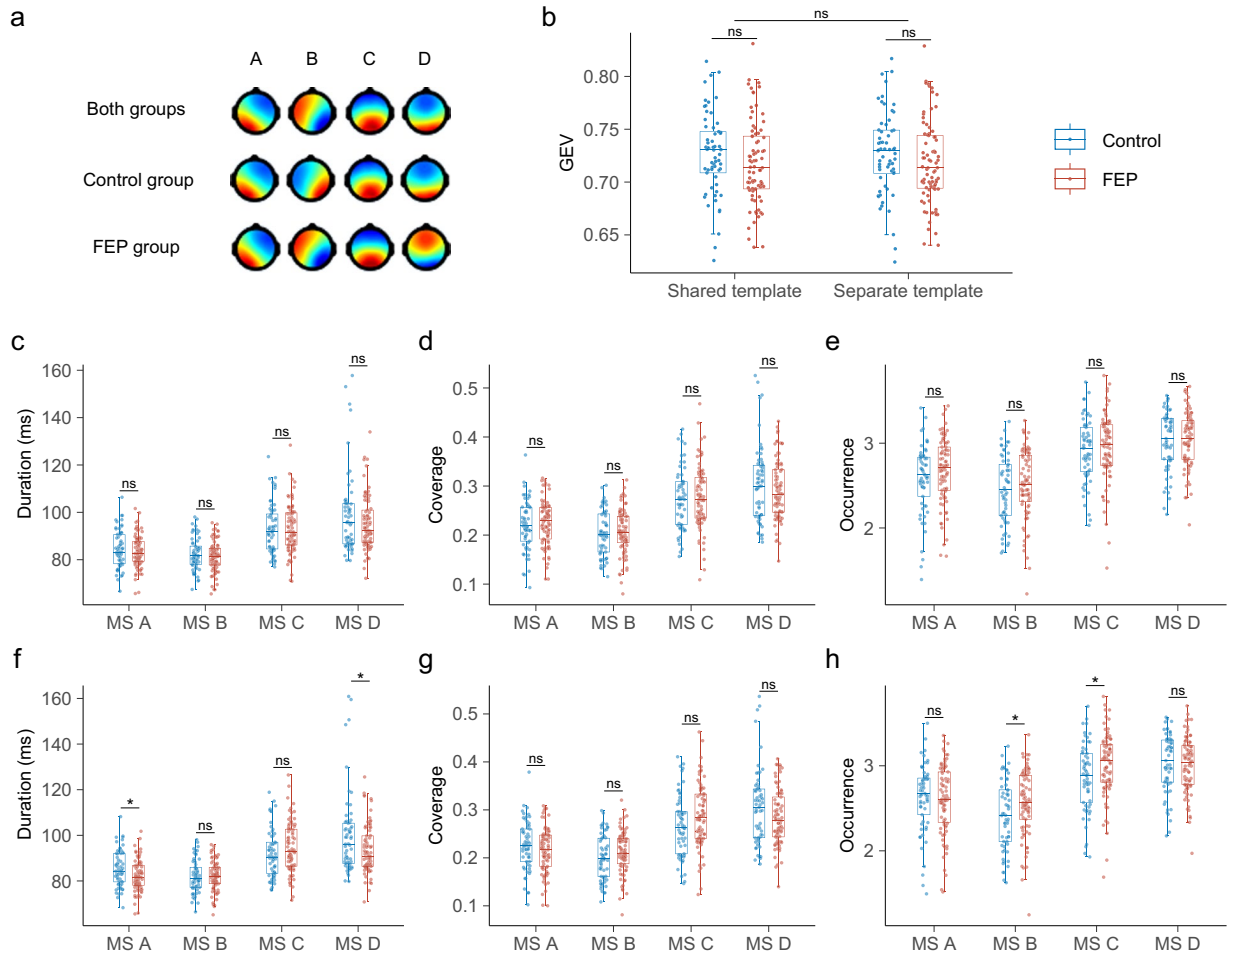 a
A B C D
Both groups
Control group
FEP group
b
ns
ns ns
GEV
0.80
0.75
0.70
0.65
Shared template Separate template
Control
FEP
c
Duration (ms)
160
140
120
100
80
ns ns ns ns
MS A MS B MS C MS D
d
Coverage
0.5
0.4
0.3
0.2
0.1
ns ns ns ns
MS A MS B MS C MS D
e
Occurrence
3
2
ns ns ns ns
MS A MS B MS C MS D
f
Duration (ms)
160
140
120
100
80
* ns ns *
MS A MS B MS C MS D
g
Coverage
0.5
0.4
0.3
0.2
0.1
ns ns ns ns
MS A MS B MS C MS D
h
Occurrence
3
2
ns * * ns
MS A MS B MS C MS D